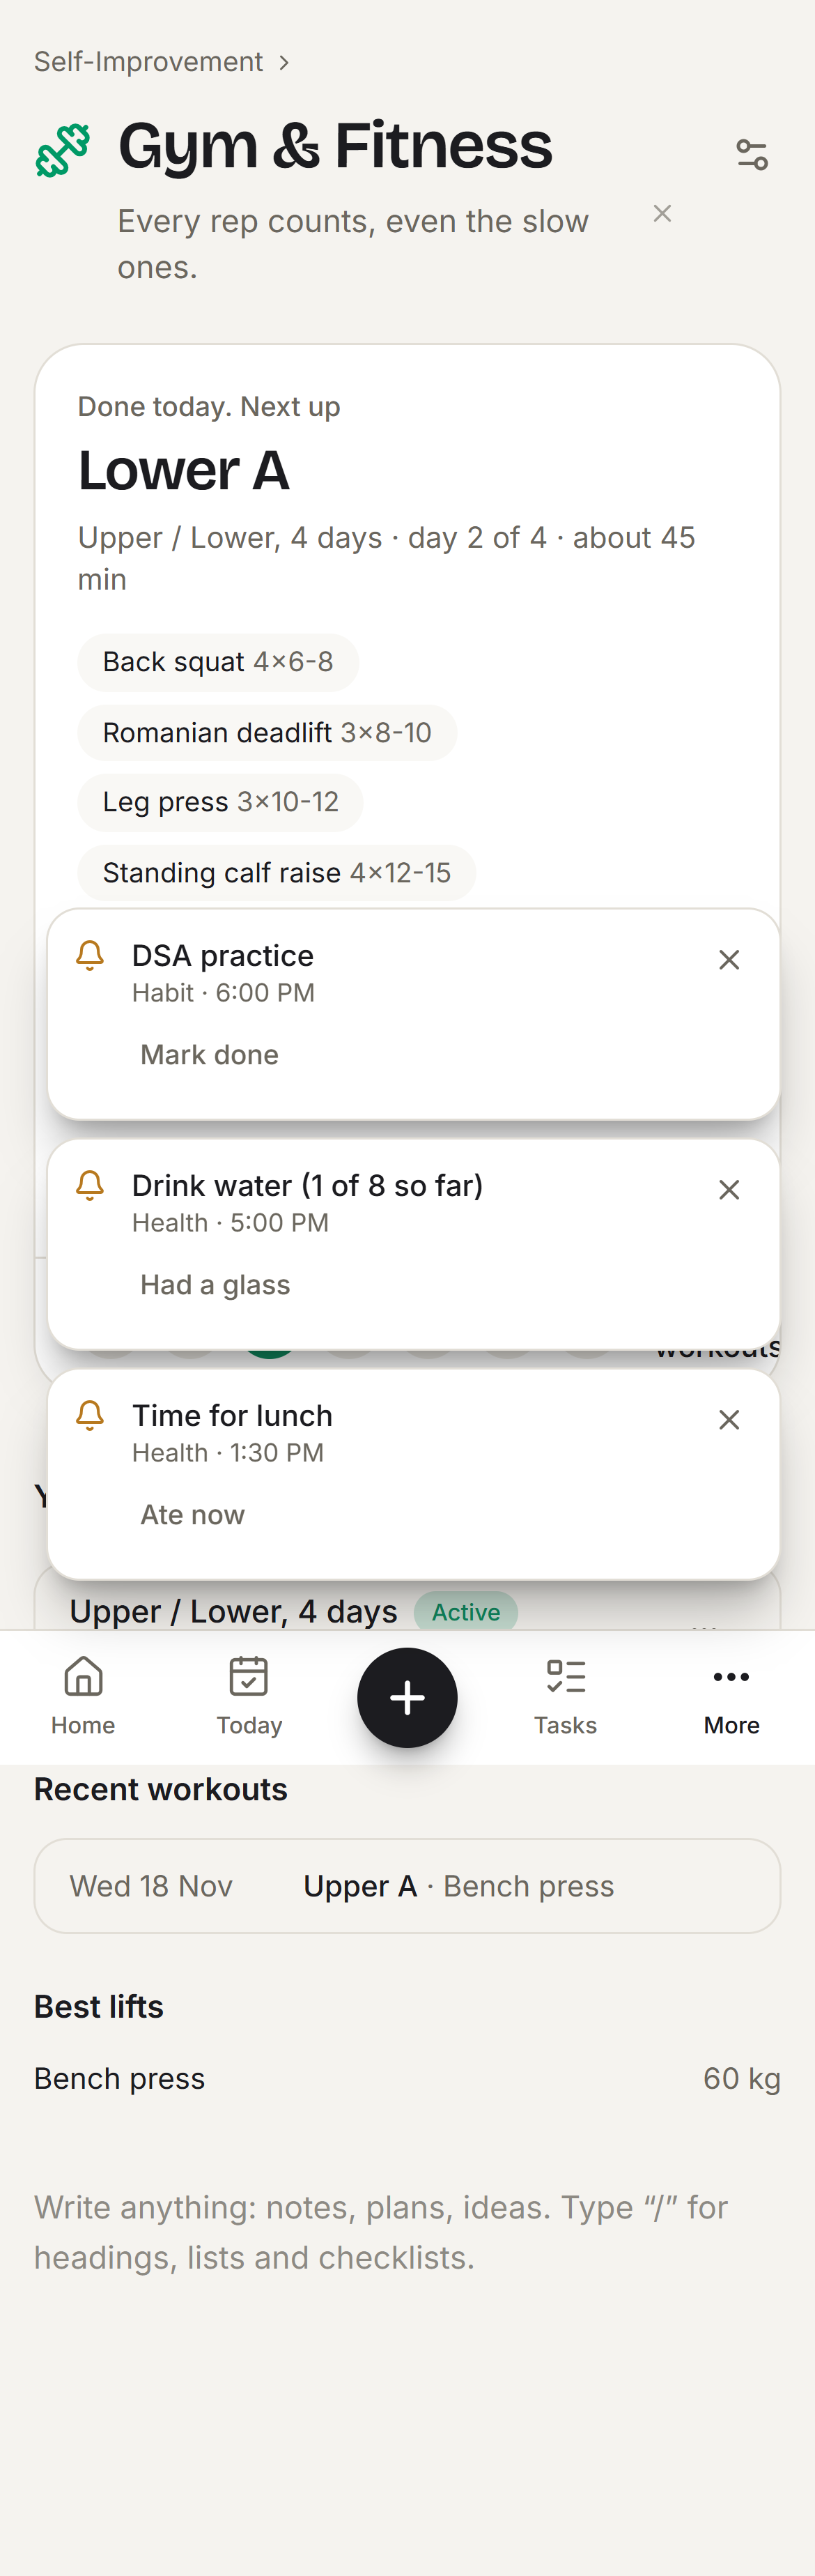 Self-Improvement
Gym & Fitness
Every rep counts, even the slow
ones.
Done today. Next up
Lower A
Upper / Lower, 4 days · day 2 of 4 · about 45
min
Back squat 4×6-8
Romanian deadlift 3×8-10
Leg press 3×10-12
Standing calf raise 4×12-15
DSA practice
Habit · 6:00 PM
Mark done
Drink water (1 of 8 so far)
Health · 5:00 PM
Had a glass
workouts
Time for lunch
Health · 1:30 PM
Ate now
Upper / Lower, 4 days Active
Home
Today
Tasks
More
Recent workouts
Wed 18 Nov Upper A · Bench press
Best lifts
Bench press 60 kg
Write anything: notes, plans, ideas. Type “/” for
headings, lists and checklists.